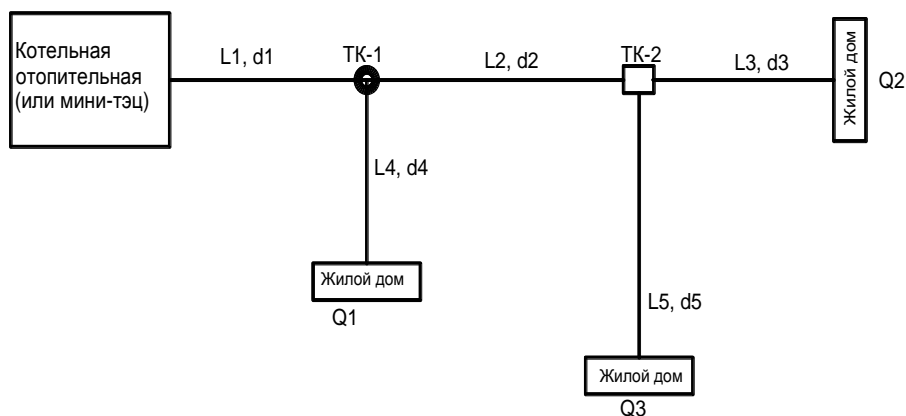 Котельная
отопительная
(или мини-тэц)
L1, d1
ТК-1
L2, d2
ТК-2
L3, d3
Жилой дом
Q2
L4, d4
Жилой дом
Q1
L5, d5
Жилой дом
Q3